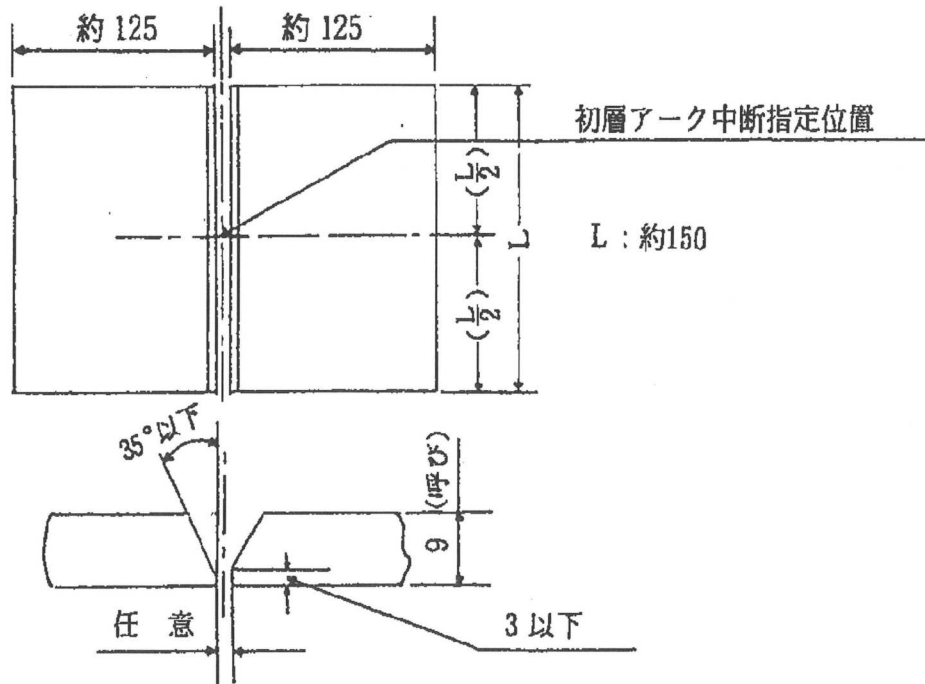 約 125
約 125
初層アーク中断指定位置
(L/2)
L
L : 約150
(L/2)
35°以下
(呼び)
9
任 意
3 以下